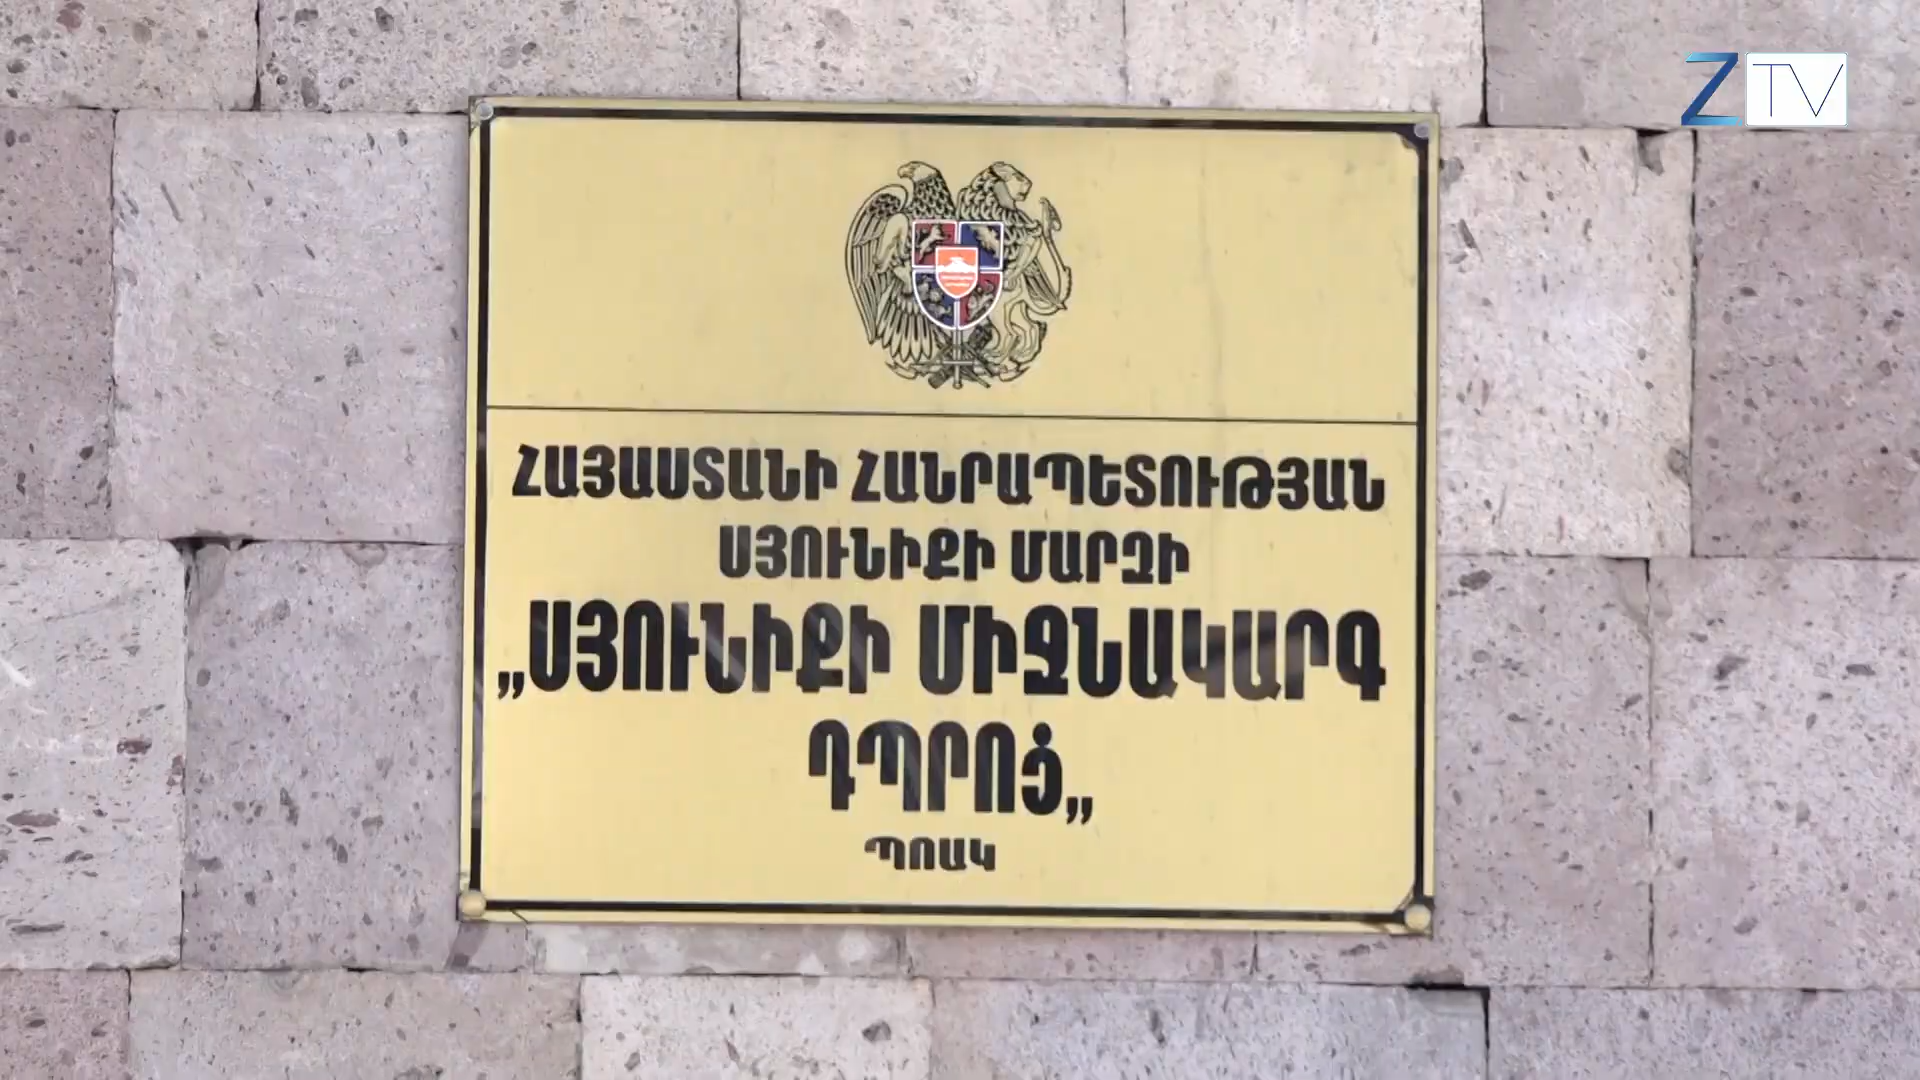 ZTV
ՀԱՅԱՍՏԱՆԻ ՀԱՆՐԱՊԵՏՈՒԹՅԱՆ
ՍՅՈՒՆԻՔԻ ՄԱՐԶԻ
„ՍՅՈՒՆԻՔԻ ՄԻՋՆԱԿԱՐԳ
ԴՊՐՈՑ„
ՊՈԱԿ